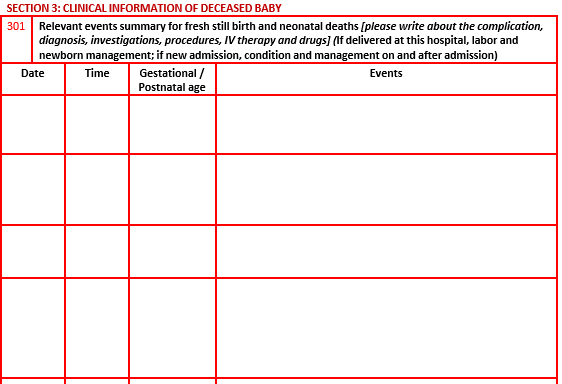 SECTION 3: CLINICAL INFORMATION OF DECEASED BABY
301 Relevant events summary for fresh still birth and neonatal deaths [please write about the complication,
diagnosis, investigations, procedures, IV therapy and drugs] (If delivered at this hospital, labor and
newborn management; if new admission, condition and management on and after admission)
Date Time Gestational / Events
Postnatal age